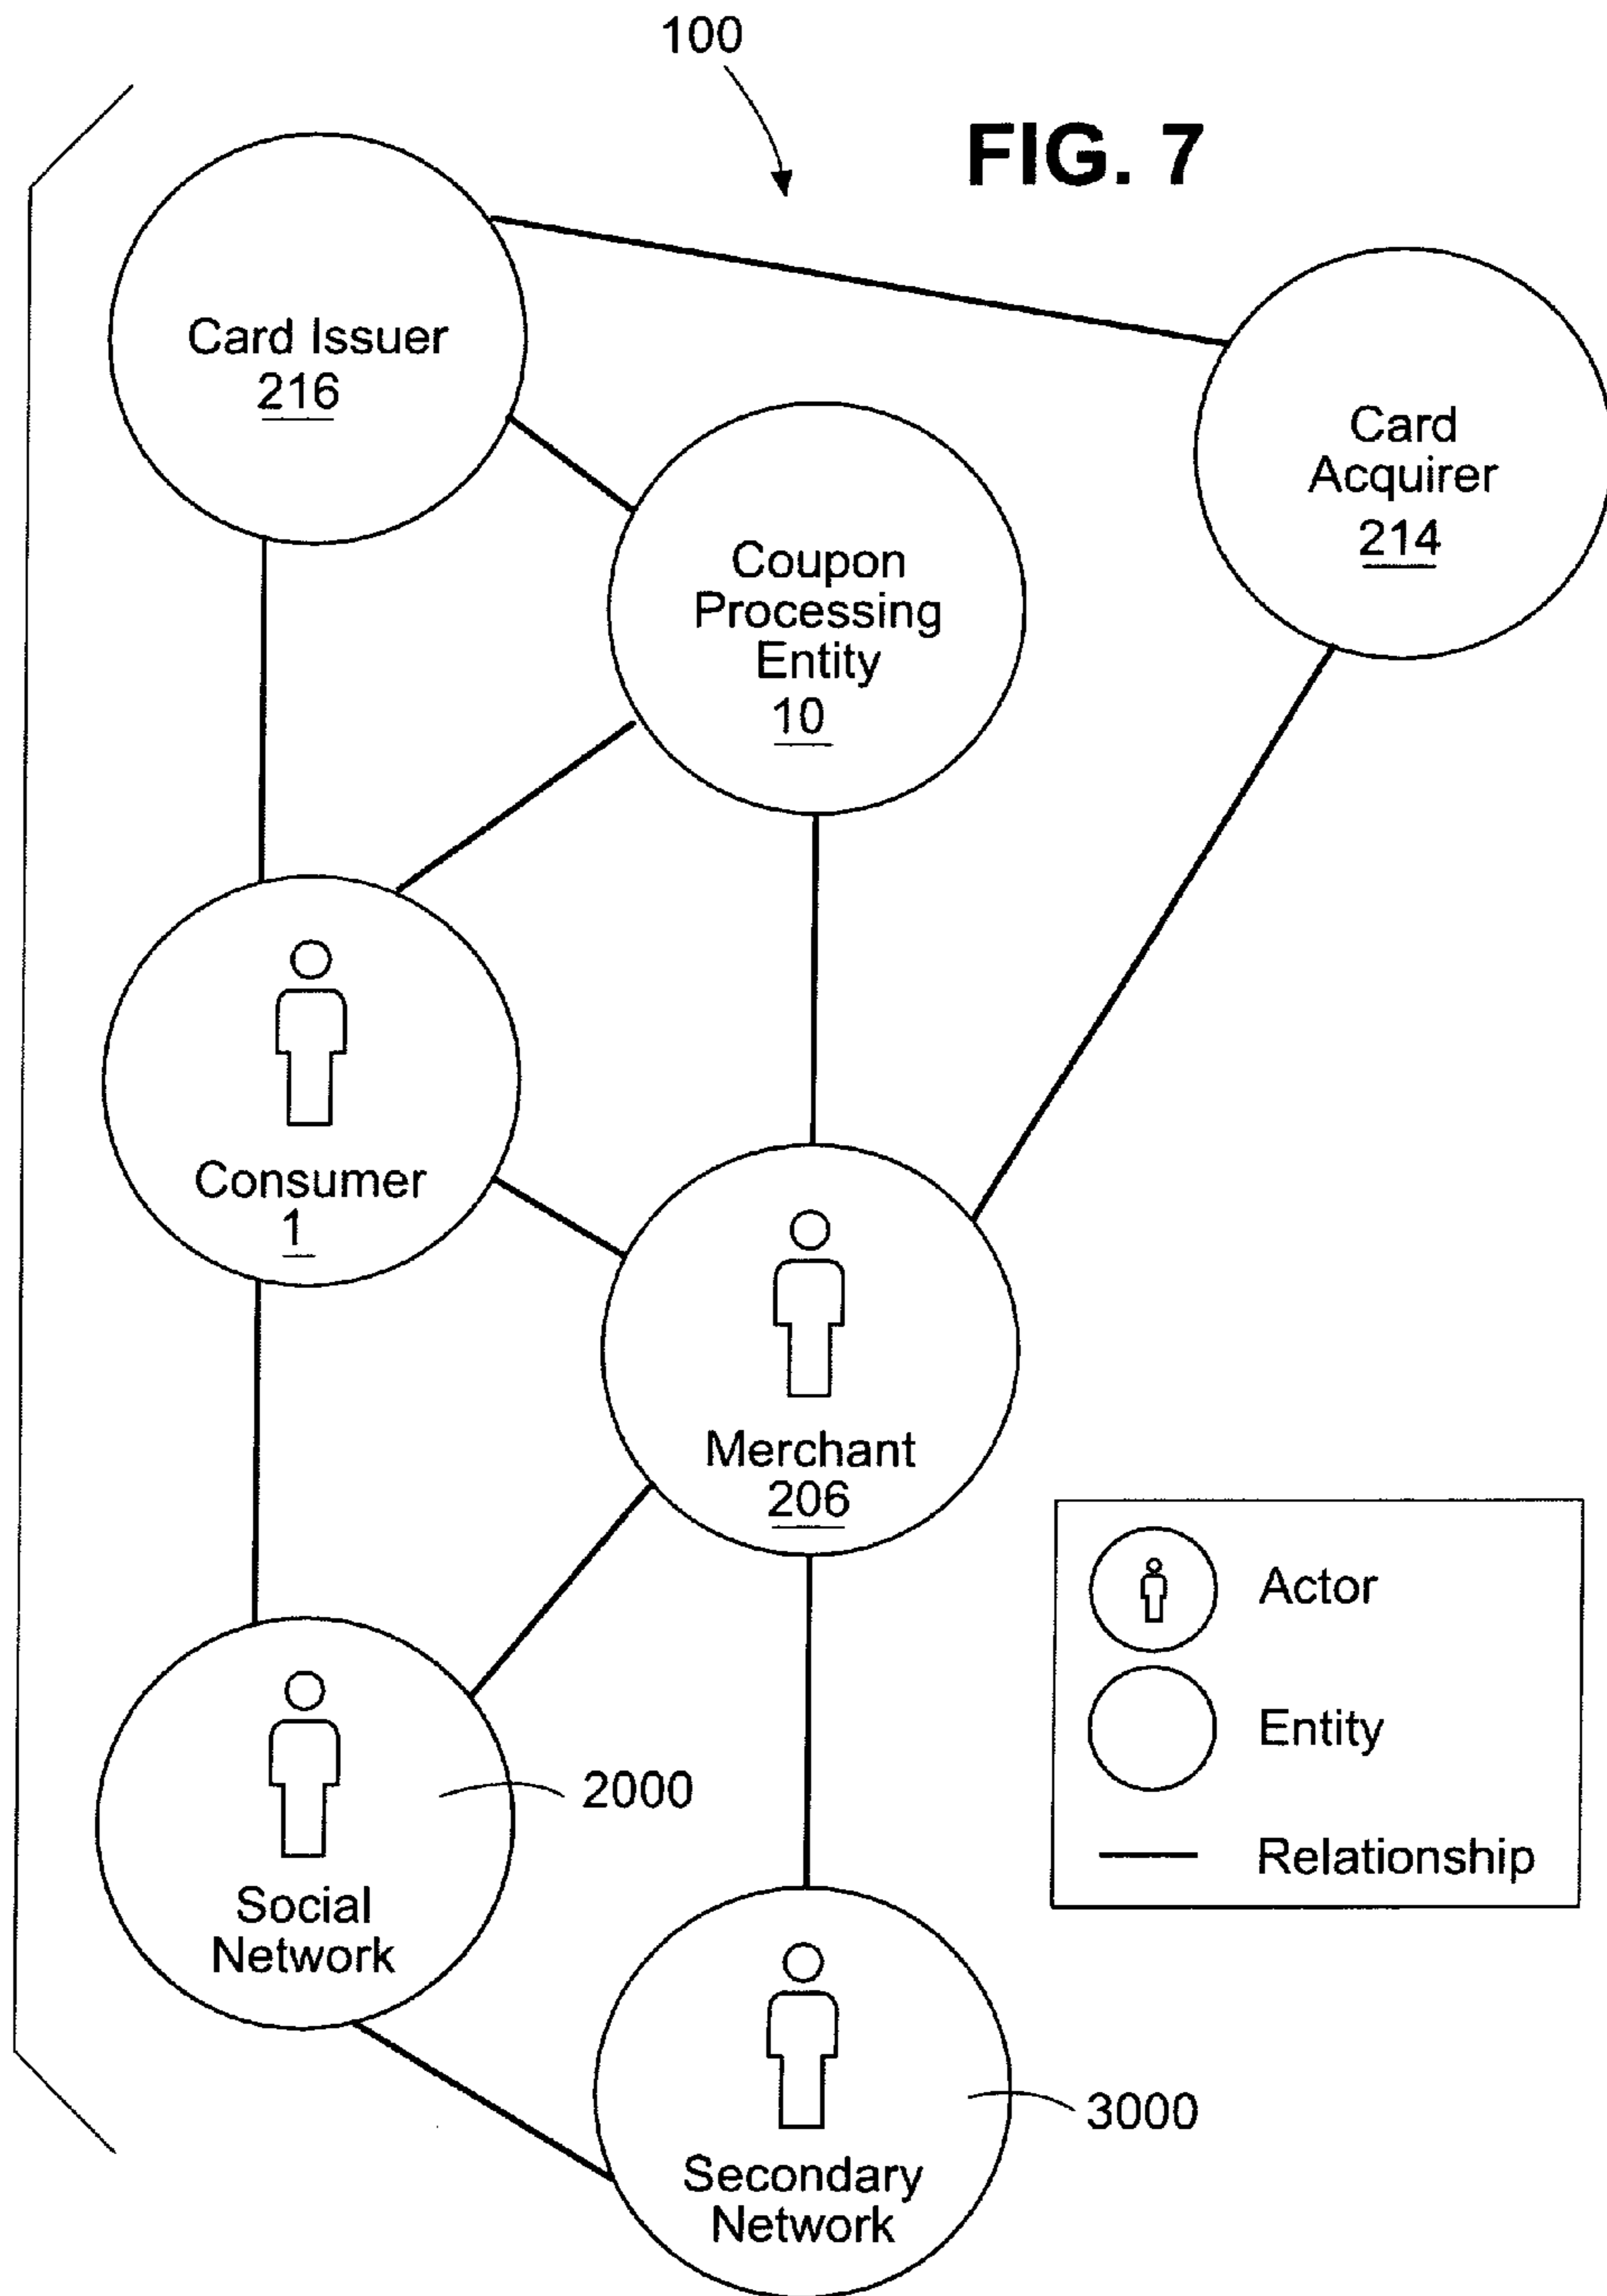 100
FIG. 7
Card Issuer
216
Card
Acquirer
214
Coupon
Processing
Entity
10
Consumer
1
Merchant
206
Actor
Entity
Relationship
2000
Social
Network
3000
Secondary
Network